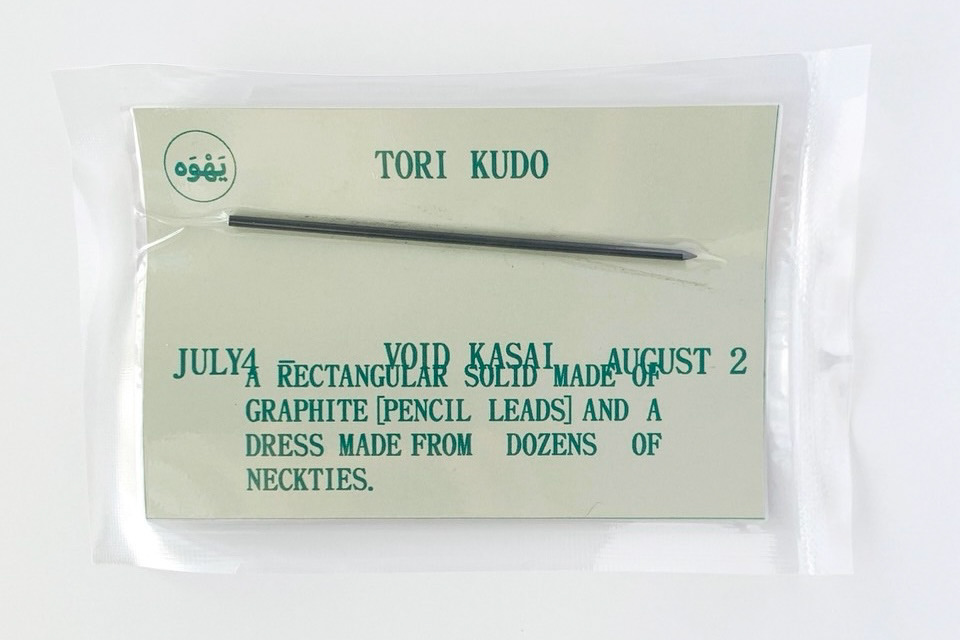 يَهْوَه
TORI KUDO
JULY4 – VOID KASAI AUGUST 2
A RECTANGULAR SOLID MADE OF
GRAPHITE [PENCIL LEADS] AND A
DRESS MADE FROM DOZENS OF
NECKTIES.